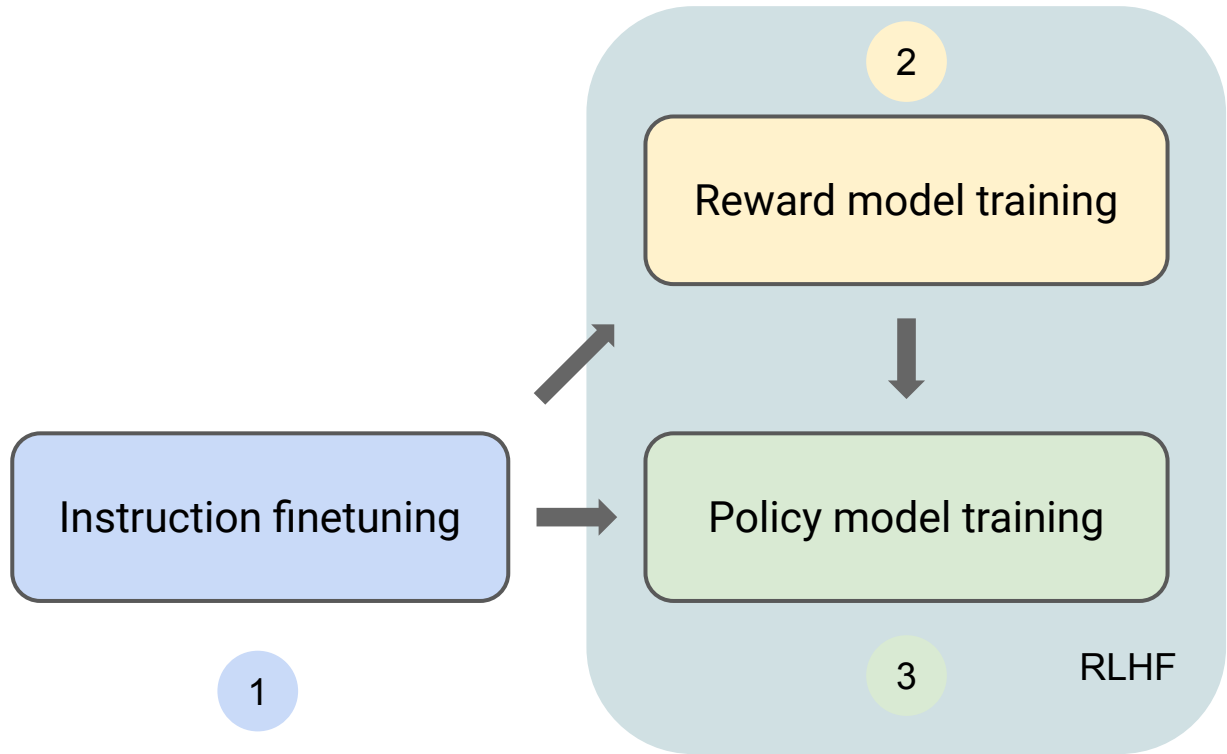 2
Reward model training
Instruction finetuning
Policy model training
1
3
RLHF